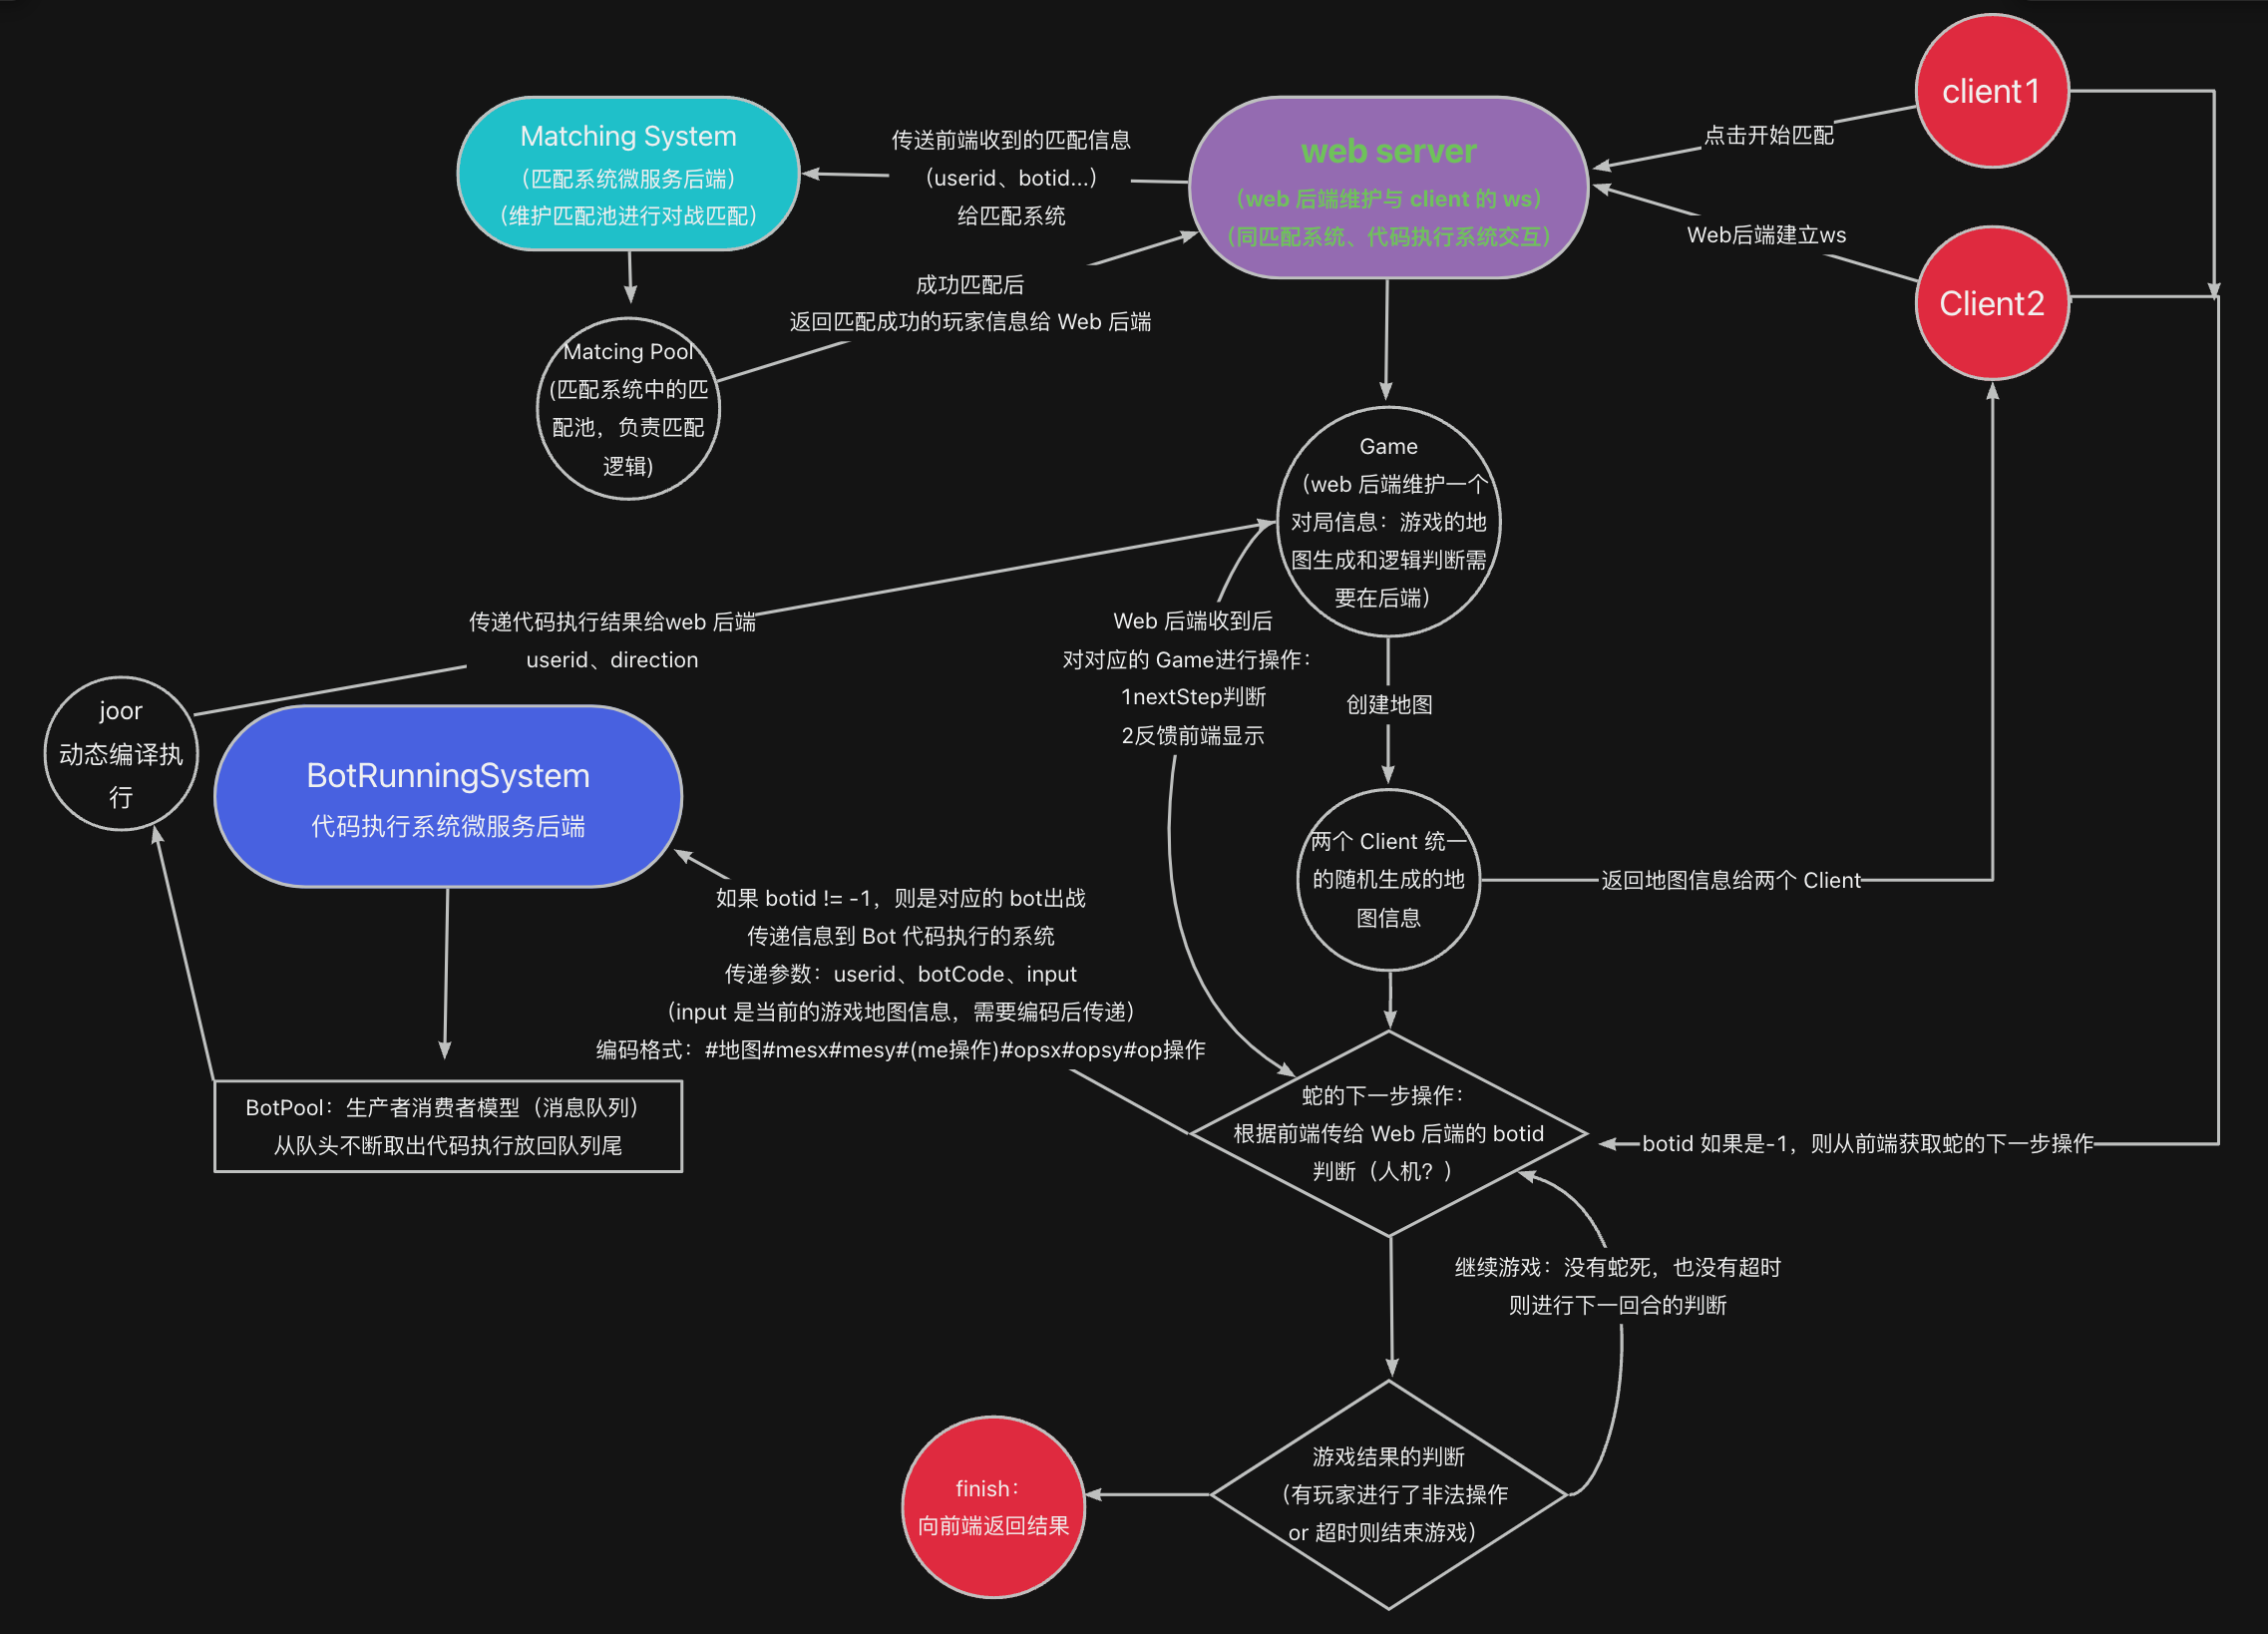 client1
点击开始匹配
Matching System
（匹配系统微服务后端）
（维护匹配池进行对战匹配）
传送前端收到的匹配信息
（userid、botid...）
给匹配系统
web server
（web 后端维护与 client 的 ws）
（同匹配系统、代码执行系统交互）
Web后端建立ws
Client2
成功匹配后
返回匹配成功的玩家信息给 Web 后端
Matcing Pool
(匹配系统中的匹
配池，负责匹配
逻辑)
Game
（web 后端维护一个
对局信息：游戏的地
图生成和逻辑判断需
要在后端）
传递代码执行结果给web 后端
userid、direction
Web 后端收到后
对对应的 Game进行操作：
1nextStep判断
2反馈前端显示
创建地图
joor
动态编译执
行
BotRunningSystem
代码执行系统微服务后端
两个 Client 统一
的随机生成的地
图信息
返回地图信息给两个 Client
如果 botid != -1，则是对应的 bot出战
传递信息到 Bot 代码执行的系统
传递参数：userid、botCode、input
（input 是当前的游戏地图信息，需要编码后传递）
编码格式：#地图#mesx#mesy#(me操作)#opsx#opsy#op操作
BotPool：生产者消费者模型（消息队列）
从队头不断取出代码执行放回队列尾
蛇的下一步操作：
根据前端传给 Web 后端的 botid
判断（人机？）
botid 如果是-1，则从前端获取蛇的下一步操作
继续游戏：没有蛇死，也没有超时
则进行下一回合的判断
游戏结果的判断
（有玩家进行了非法操作
or 超时则结束游戏）
finish：
向前端返回结果